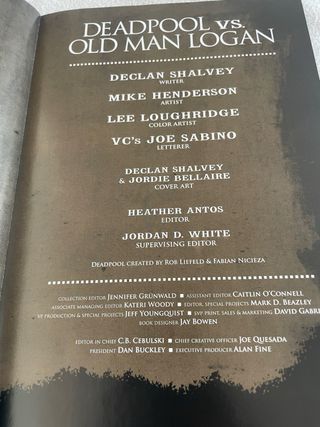 DEADPOOL vs.
OLD MAN LOGAN
DECLAN SHALVEY
WRITER
MIKE HENDERSON
ARTIST
LEE LOUGHRIDGE
COLOR ARTIST
VC's JOE SABINO
LETTERER
DECLAN SHALVEY
& JORDIE BELLAIRE
COVER ART
HEATHER ANTOS
EDITOR
JORDAN D. WHITE
SUPERVISING EDITOR
DEADPOOL CREATED BY ROB LIEFELD & FABIAN NICIEZA
COLLECTION EDITOR JENNIFER GRÜNWALD ■ ASSISTANT EDITOR CAITLIN O'CONNELL
ASSOCIATE MANAGING EDITOR KATERI WOODY ■ EDITOR, SPECIAL PROJECTS MARK D. BEAZLEY
VP PRODUCTION & SPECIAL PROJECTS JEFF YOUNGQUIST ■ SVP PRINT, SALES & MARKETING DAVID GABRI
BOOK DESIGNER JAY BOWEN
EDITOR IN CHIEF C.B. CEBULSKI ■ CHIEF CREATIVE OFFICER JOE QUESADA
PRESIDENT DAN BUCKLEY ■ EXECUTIVE PRODUCER ALAN FINE